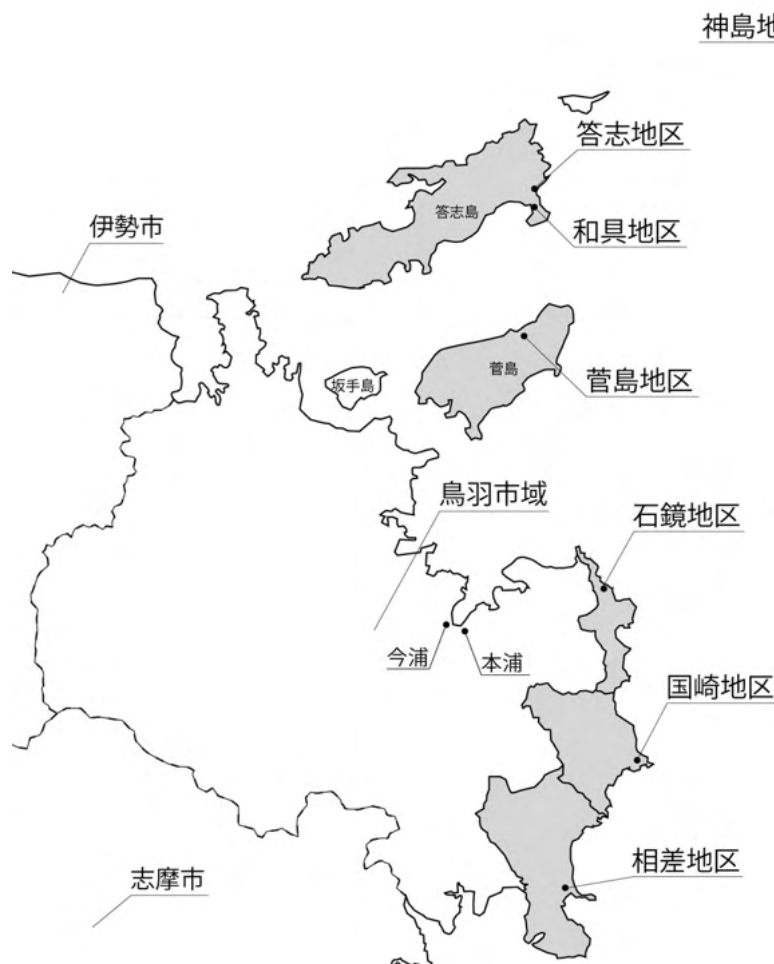 神島地
答志地区
答志島
和具地区
伊勢市
菅島
坂手島
菅島地区
鳥羽市域
石鏡地区
今浦
本浦
国崎地区
相差地区
志摩市